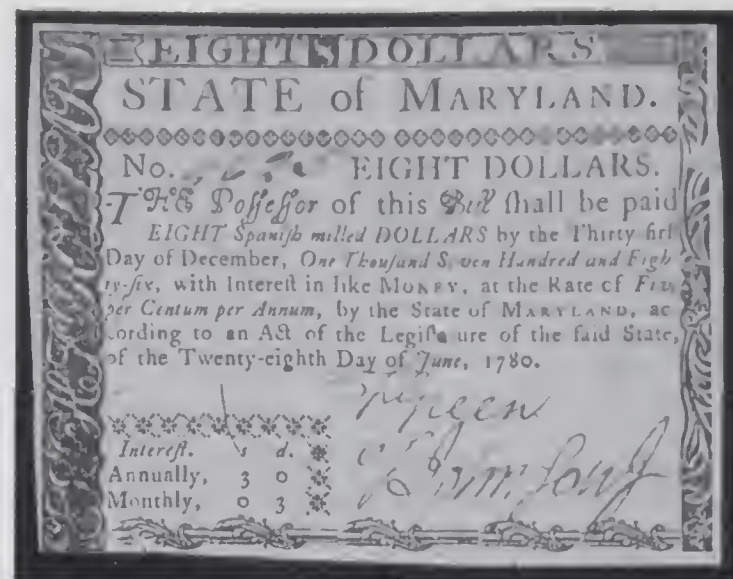 EIGHT DOLLARS
STATE of MARYLAND.
No. EIGHT DOLLARS.
THE Poſſeſſor of this Bill ſhall be paid
EIGHT Spaniſh milled DOLLARS by the Thirty firſt
Day of December, One Thouſand Seven Hundred and Eigh
ty-ſix, with Intereſt in like MONEY, at the Rate of Five
per Centum per Annum, by the State of MARYLAND, ac
cording to an Act of the Legiſlature of the ſaid State,
of the Twenty-eighth Day of June, 1780.
Green
Intereſt. s d.
Annually, 3 0
Monthly, 0 3